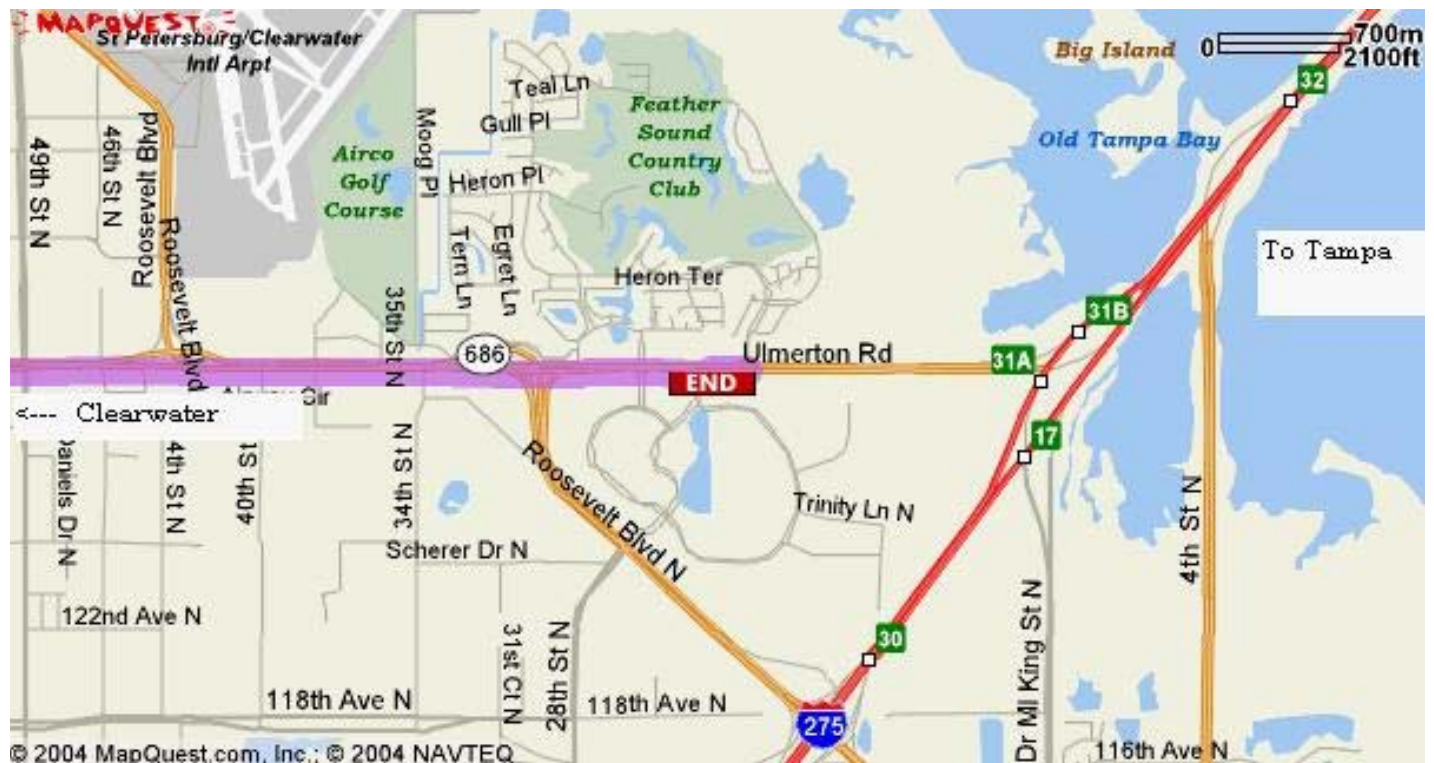 MAPQUEST
St Petersburg/Clearwater
Intl Arpt
Big Island
0
700m
2100ft
32
Teal Ln
Gull Pl
Feather
Sound
Country
Club
Old Tampa Bay
Airco
Golf
Course
Moog Pl
Heron Pl
49th St N
46th St N
Roosevelt Blvd
Roosevelt Blvd
Tern Ln
Egret Ln
Heron Ter
To Tampa
35th St N
31B
686
Ulmerton Rd
31A
END
Cir
<--- Clearwater
17
Daniels Dr N
4th St N
40th St
34th St N
Roosevelt Blvd N
Trinity Ln N
4th St N
Scherer Dr N
122nd Ave N
31st Ct N
28th St N
30
Dr Ml King St N
118th Ave N
118th Ave N
275
116th Ave N
© 2004 MapQuest.com, Inc.; © 2004 NAVTEQ